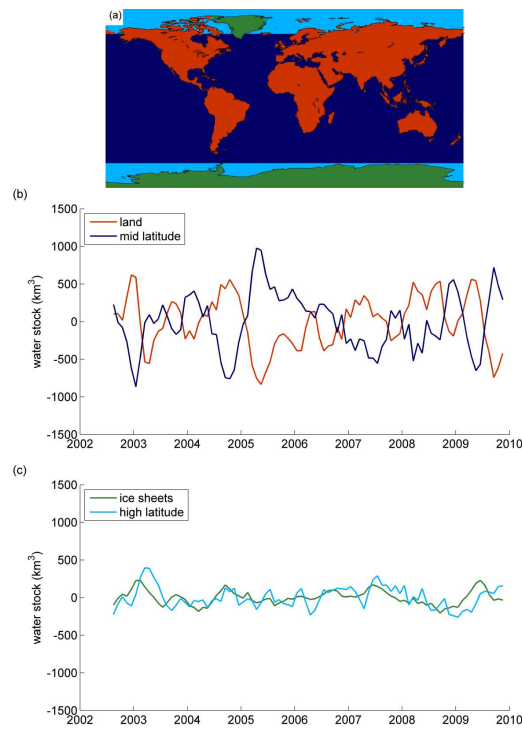 (a)
(b)
1500
land
mid latitude
1000
500
0
-500
-1000
-1500
water stock (km³)
2002 2003 2004 2005 2006 2007 2008 2009 2010
(c)
1500
ice sheets
high latitude
1000
500
0
-500
-1000
-1500
water stock (km³)
2002 2003 2004 2005 2006 2007 2008 2009 2010